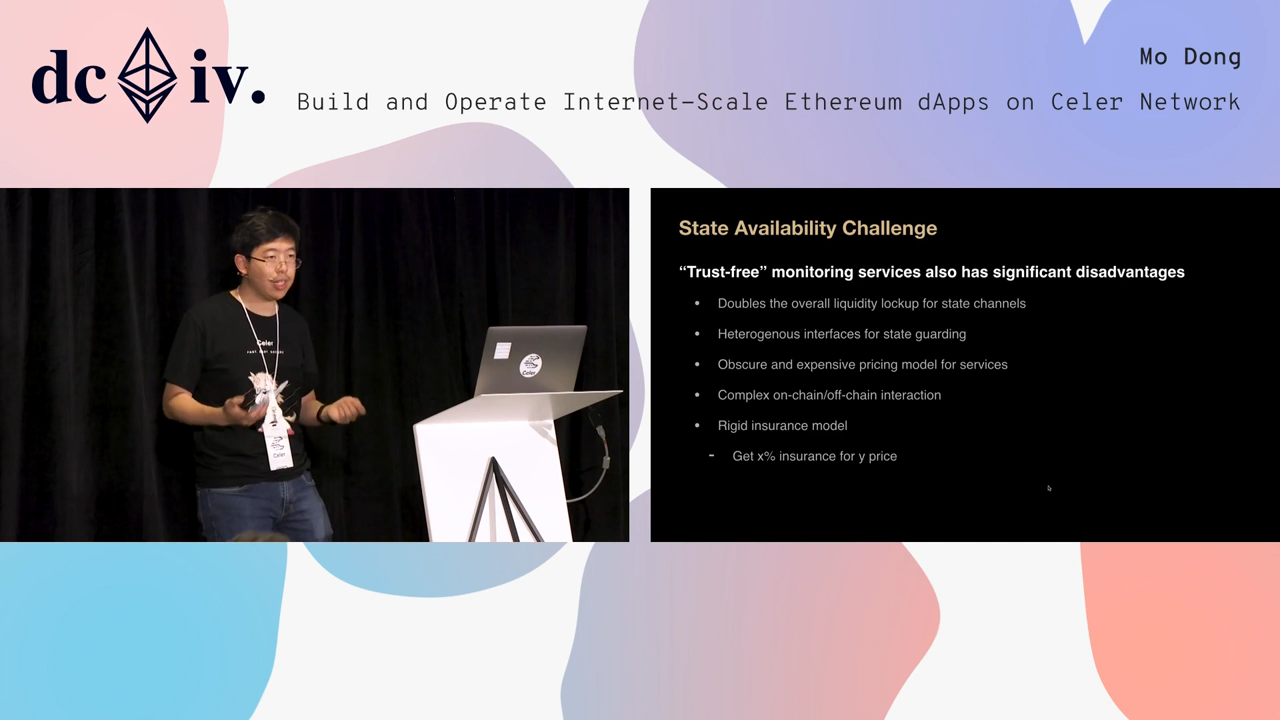 dc iv.
Mo Dong
Build and Operate Internet-Scale Ethereum dApps on Celer Network
State Availability Challenge
“Trust-free” monitoring services also has significant disadvantages
• Doubles the overall liquidity lockup for state channels
• Heterogenous interfaces for state guarding
• Obscure and expensive pricing model for services
• Complex on-chain/off-chain interaction
• Rigid insurance model
- Get x% insurance for y price
Celer
Celer
Celer